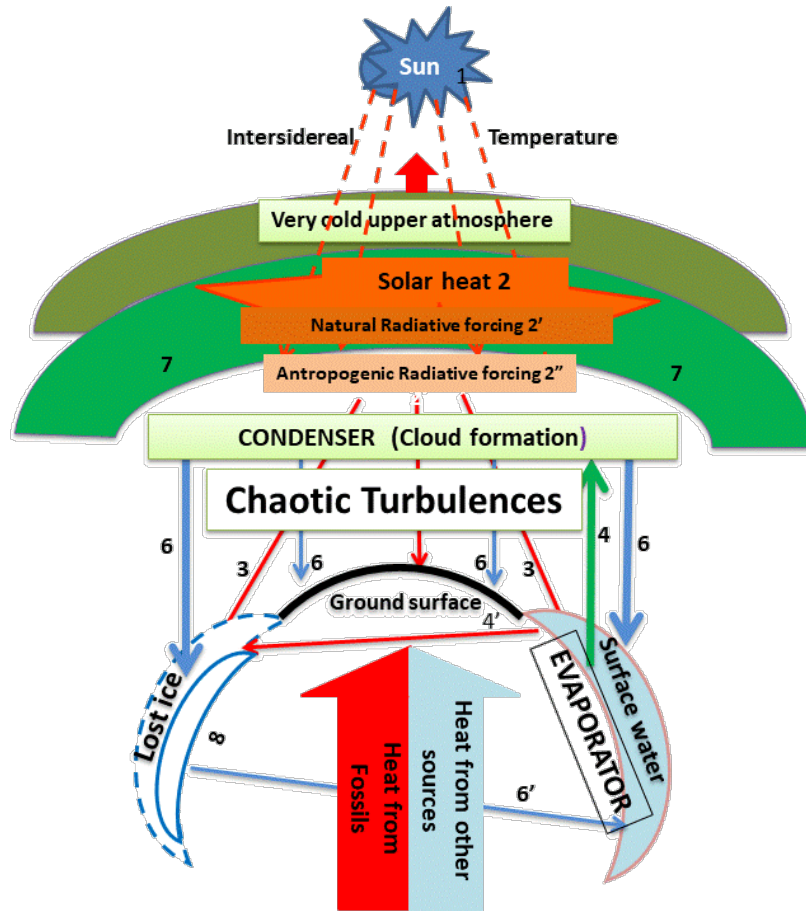 Sun 1
Intersidereal Temperature
Very cold upper atmosphere
Solar heat 2
Natural Radiative forcing 2’
7
Antropogenic Radiative forcing 2”
7
CONDENSER (Cloud formation)
Chaotic Turbulences
6
3
6
6
3
4
6
Ground surface
4’
Lost ice
8
EVAPORATOR
Surface water
Heat from
Fossils
Heat from other
sources
6’